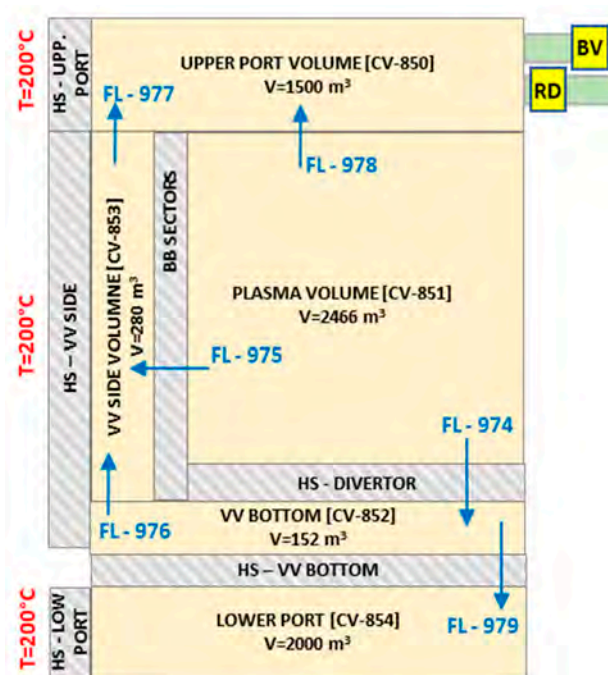 T=200°C
HS - UPP.
PORT
UPPER PORT VOLUME [CV-850]
V=1500 m³
BV
RD
FL - 977
FL - 978
T=200°C
HS – VV SIDE
VV SIDE VOLUMNE [CV-853]
V=280 m³
BB SECTORS
PLASMA VOLUME [CV-851]
V=2466 m³
FL - 975
FL - 974
HS - DIVERTOR
FL - 976
VV BOTTOM [CV-852]
V=152 m³
HS – VV BOTTOM
FL - 979
T=200°C
HS - LOW
PORT
LOWER PORT [CV-854]
V=2000 m³